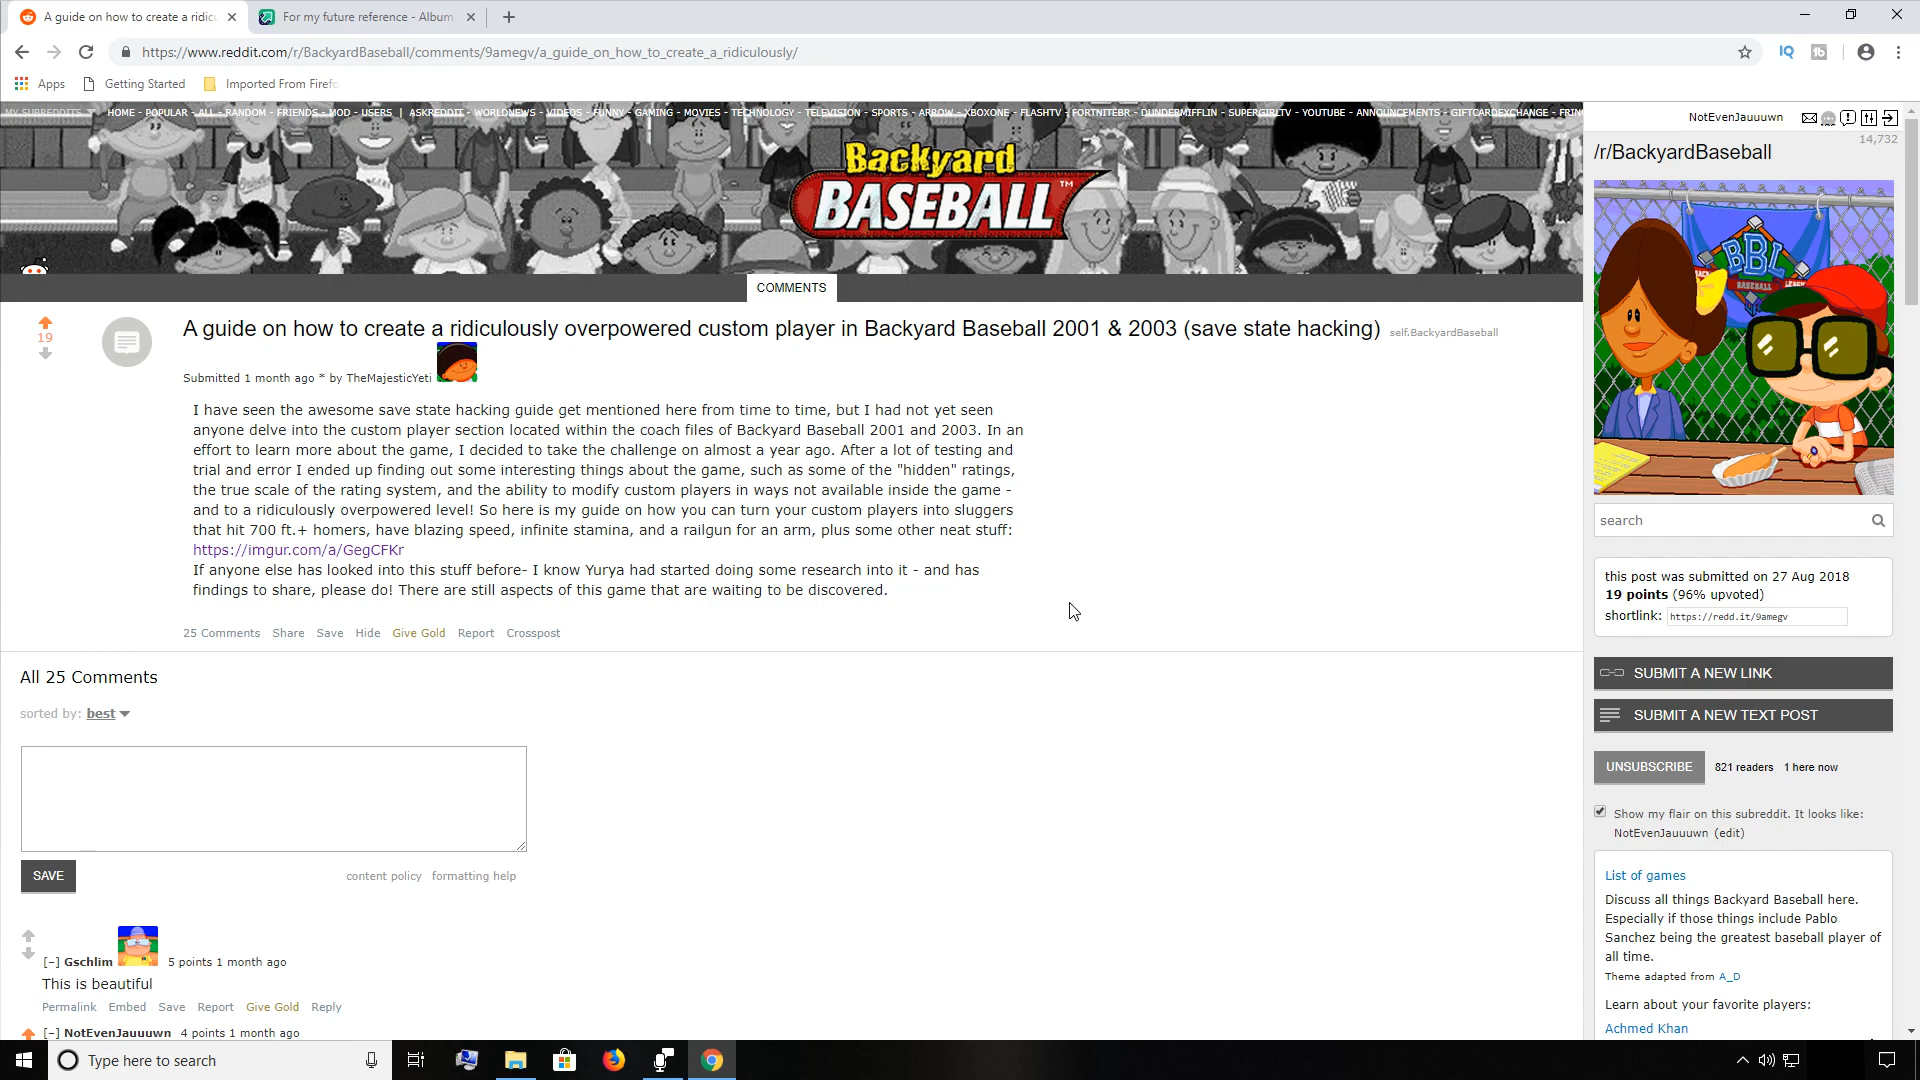 A guide on how to create a ridic
For my future reference - Album
https://www.reddit.com/r/BackyardBaseball/comments/9amegv/a_guide_on_how_to_create_a_ridiculously/
Apps Getting Started Imported From Firefo
MY SUBREDDITS HOME - POPULAR - ALL - RANDOM - FRIENDS - MOD - USERS | ASKREDDIT - WORLDNEWS - VIDEOS - FUNNY - GAMING - MOVIES - TECHNOLOGY - TELEVISION - SPORTS - ARROW - XBOXONE - FLASHTV - FORTNITEBR - DUNDERMIFFLIN - SUPERGIRLTV - YOUTUBE - ANNOUNCEMENTS - GIFTCARDEXCHANGE - FRIN
NotEvenJauuuwn
14,732
Backyard
BASEBALL™
COMMENTS
19
A guide on how to create a ridiculously overpowered custom player in Backyard Baseball 2001 & 2003 (save state hacking) self.BackyardBaseball
Submitted 1 month ago * by TheMajesticYeti
I have seen the awesome save state hacking guide get mentioned here from time to time, but I had not yet seen
anyone delve into the custom player section located within the coach files of Backyard Baseball 2001 and 2003. In an
effort to learn more about the game, I decided to take the challenge on almost a year ago. After a lot of testing and
trial and error I ended up finding out some interesting things about the game, such as some of the "hidden" ratings,
the true scale of the rating system, and the ability to modify custom players in ways not available inside the game -
and to a ridiculously overpowered level! So here is my guide on how you can turn your custom players into sluggers
that hit 700 ft.+ homers, have blazing speed, infinite stamina, and a railgun for an arm, plus some other neat stuff:
https://imgur.com/a/GegCFKr
If anyone else has looked into this stuff before- I know Yurya had started doing some research into it - and has
findings to share, please do! There are still aspects of this game that are waiting to be discovered.
25 Comments Share Save Hide Give Gold Report Crosspost
All 25 Comments
sorted by: best
SAVE
content policy formatting help
[–] Gschlim 5 points 1 month ago
This is beautiful
Permalink Embed Save Report Give Gold Reply
[–] NotEvenJauuuwn 4 points 1 month ago
/r/BackyardBaseball
BBL
BASEBALL
search
this post was submitted on 27 Aug 2018
19 points (96% upvoted)
shortlink: https://redd.it/9amegv
SUBMIT A NEW LINK
SUBMIT A NEW TEXT POST
UNSUBSCRIBE 821 readers 1 here now
Show my flair on this subreddit. It looks like:
NotEvenJauuuwn (edit)
List of games
Discuss all things Backyard Baseball here.
Especially if those things include Pablo
Sanchez being the greatest baseball player of
all time.
Theme adapted from A_D
Learn about your favorite players:
Achmed Khan
Type here to search